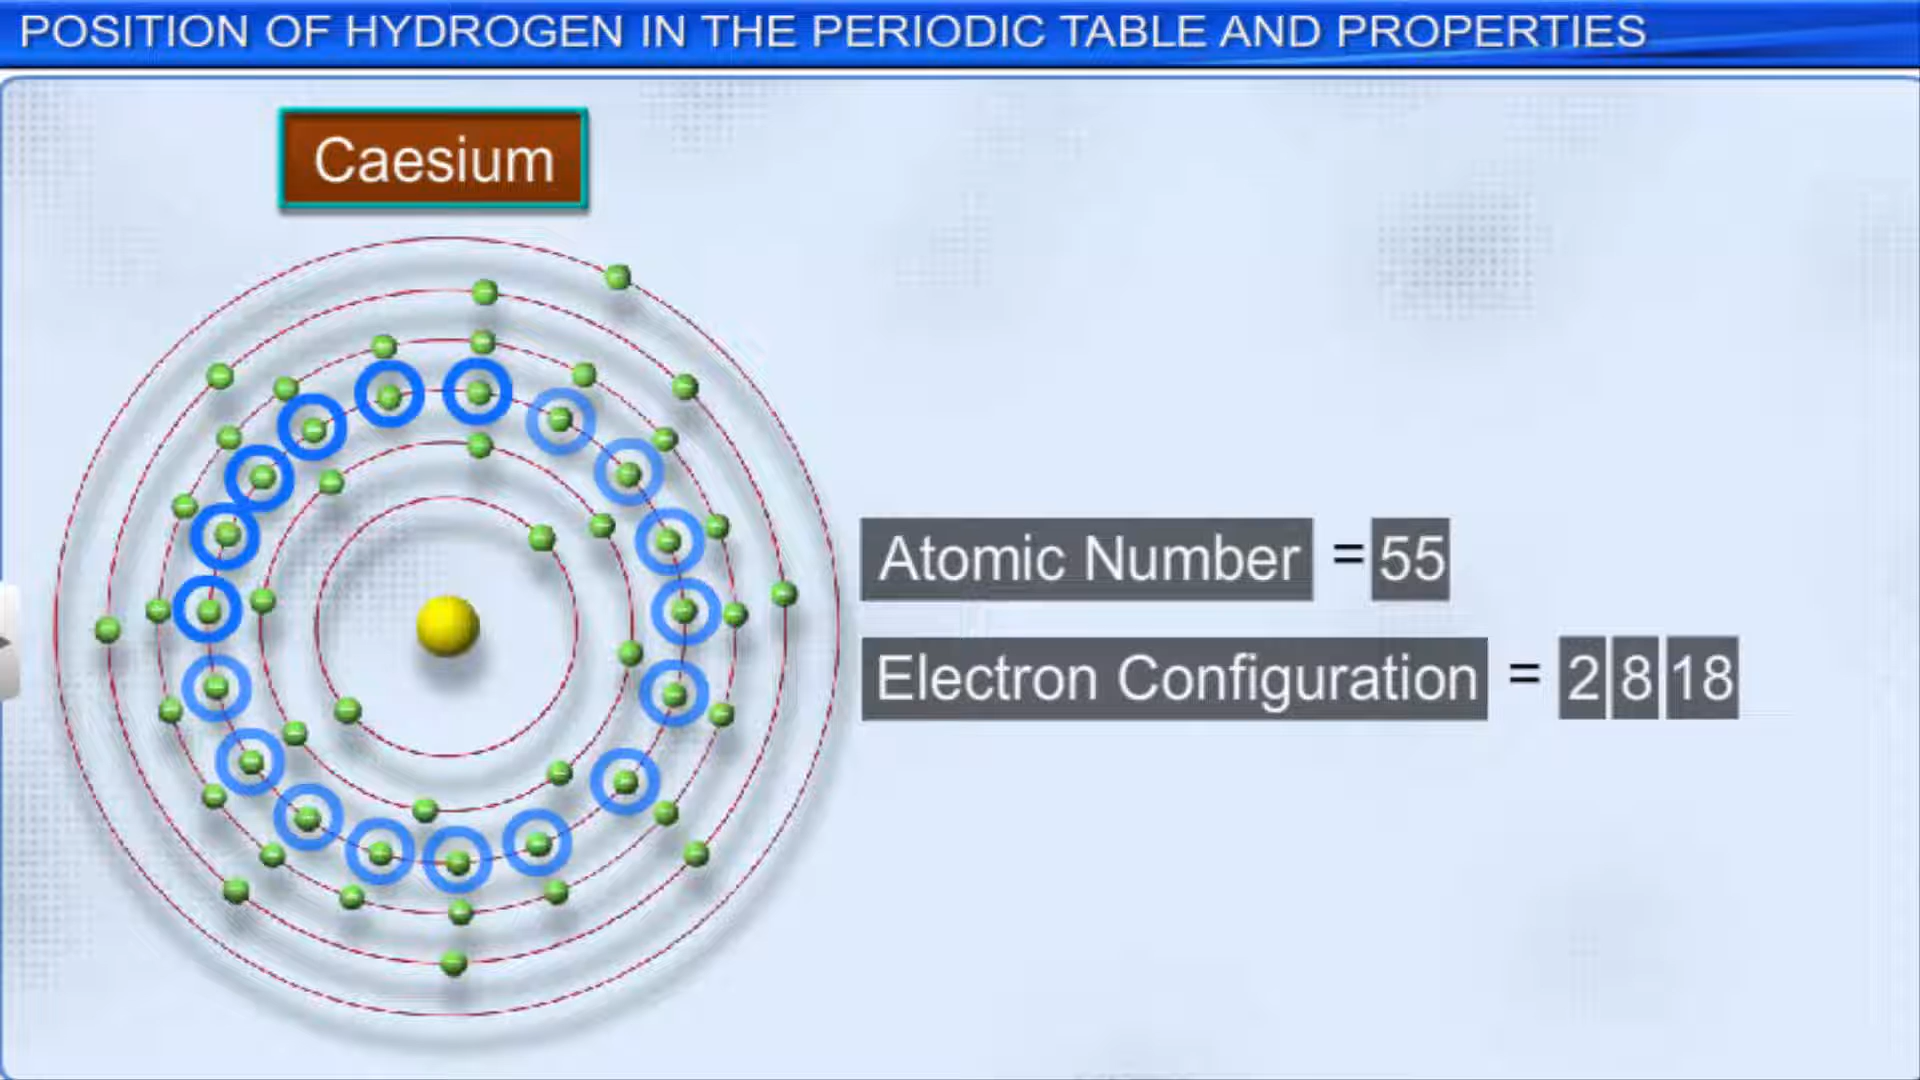 POSITION OF HYDROGEN IN THE PERIODIC TABLE AND PROPERTIES
Caesium
Atomic Number = 55
Electron Configuration = 2 8 18